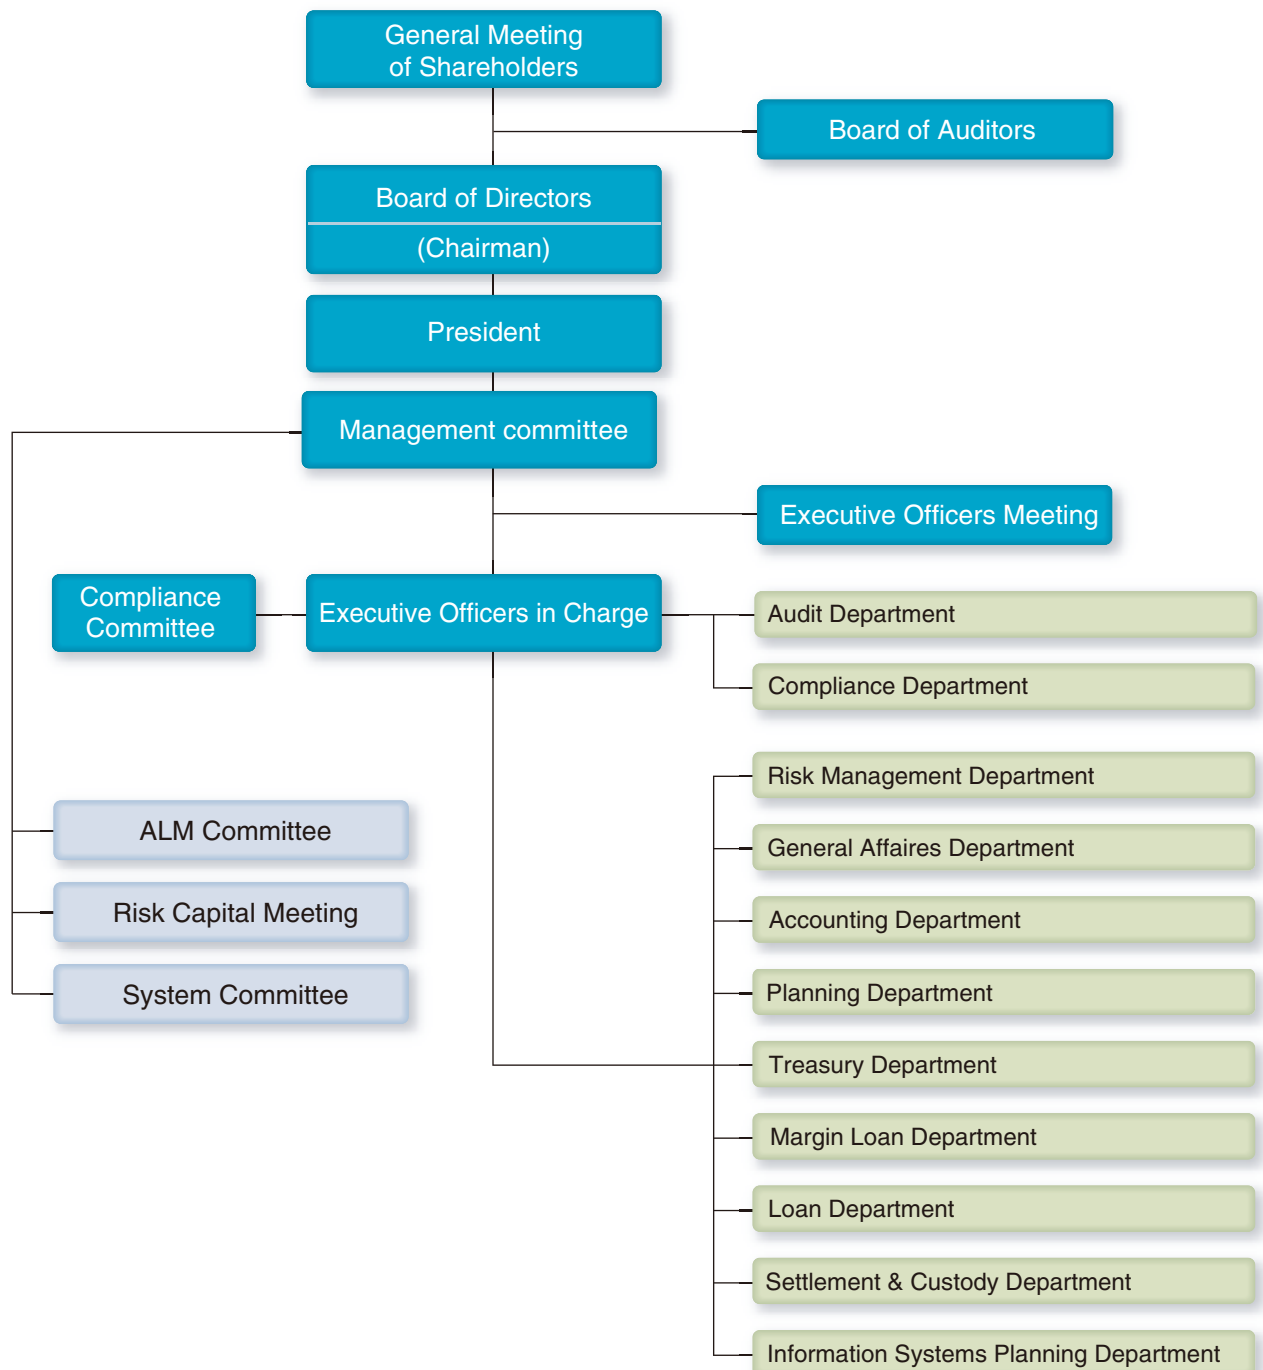 General Meeting
of Shareholders
Board of Auditors
Board of Directors
(Chairman)
President
Management committee
Executive Officers Meeting
Compliance
Committee
Executive Officers in Charge
Audit Department
Compliance Department
Risk Management Department
ALM Committee
General Affaires Department
Risk Capital Meeting
Accounting Department
System Committee
Planning Department
Treasury Department
Margin Loan Department
Loan Department
Settlement & Custody Department
Information Systems Planning Department